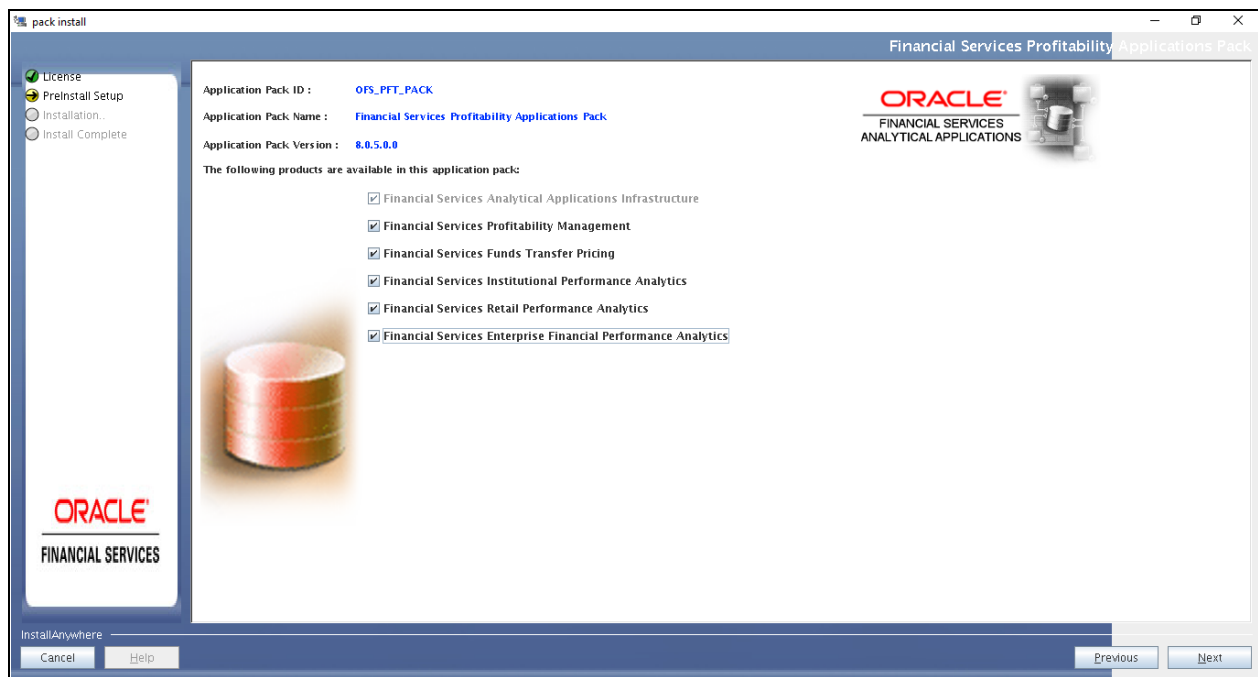 pack install
Financial Services Profitability Applications Pack
License
PreInstall Setup
Installation..
Install Complete
Application Pack ID : OFS_PFT_PACK
Application Pack Name : Financial Services Profitability Applications Pack
Application Pack Version : 8.0.5.0.0
The following products are available in this application pack:
Financial Services Analytical Applications Infrastructure
Financial Services Profitability Management
Financial Services Funds Transfer Pricing
Financial Services Institutional Performance Analytics
Financial Services Retail Performance Analytics
Financial Services Enterprise Financial Performance Analytics
ORACLE®
FINANCIAL SERVICES
ANALYTICAL APPLICATIONS
ORACLE®
FINANCIAL SERVICES
InstallAnywhere
Cancel Help Previous Next